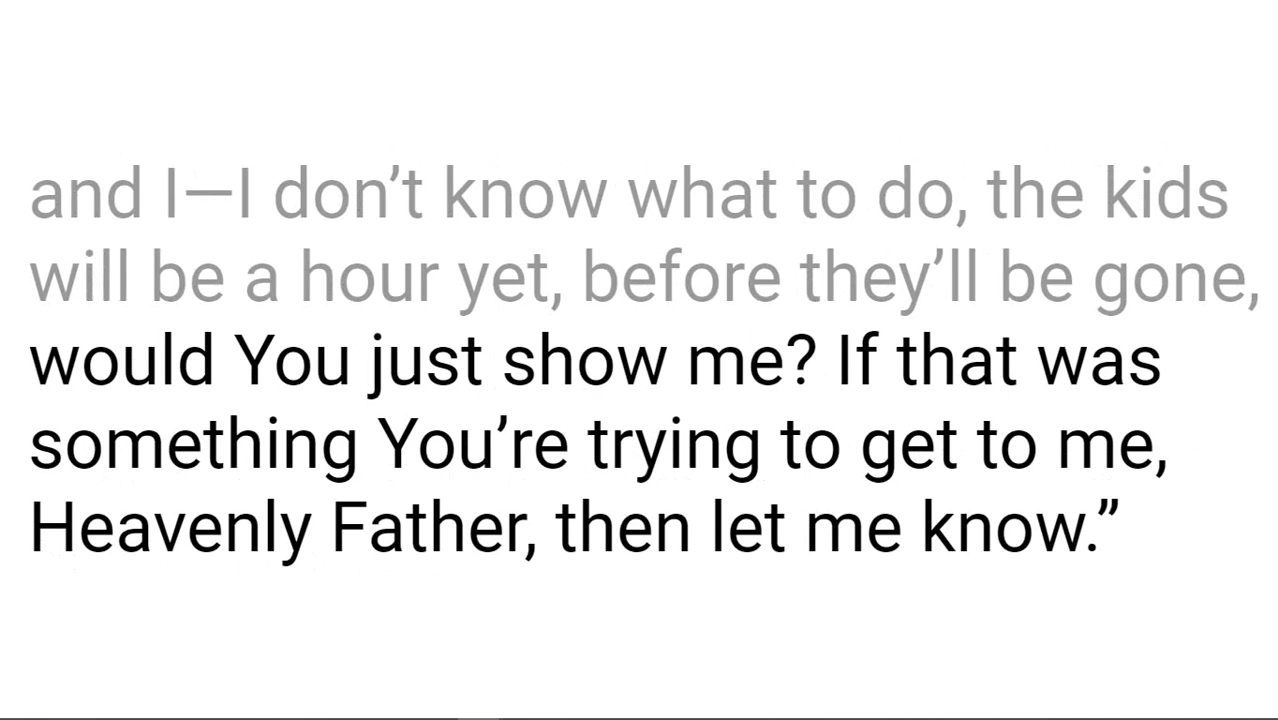 and I—I don’t know what to do, the kids
will be a hour yet, before they’ll be gone,
would You just show me? If that was
something You’re trying to get to me,
Heavenly Father, then let me know.”